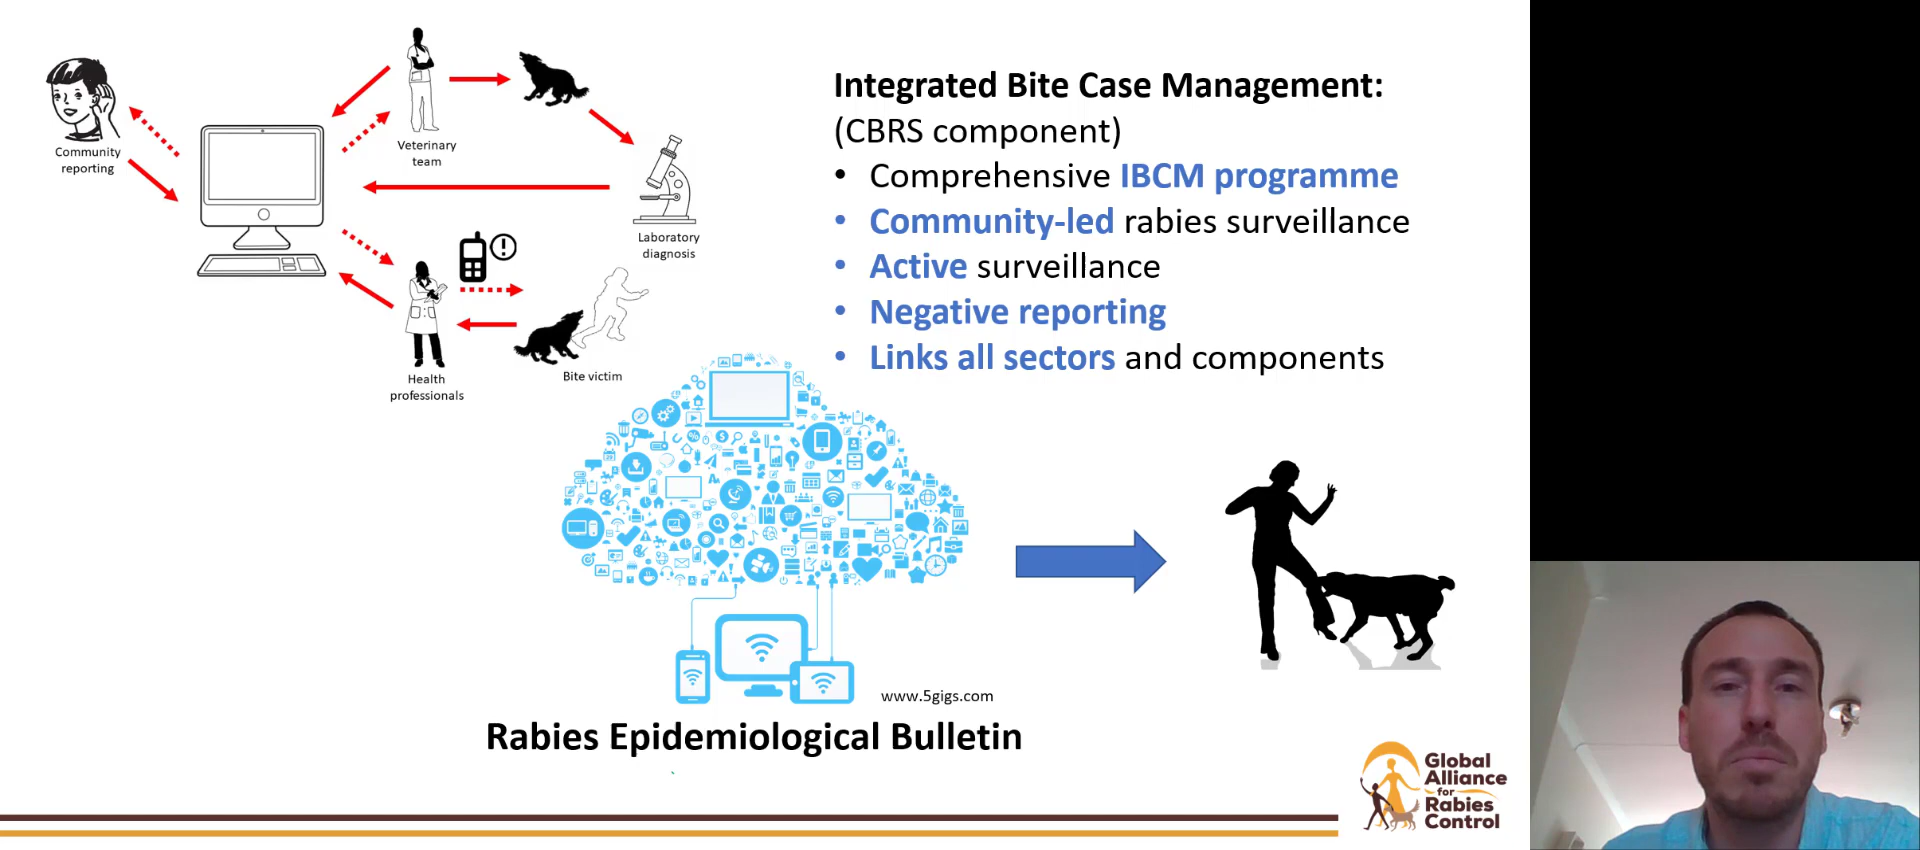 Community
reporting
Veterinary
team
Laboratory
diagnosis
Health
professionals
Bite victim
Integrated Bite Case Management:
(CBRS component)
• Comprehensive IBCM programme
• Community-led rabies surveillance
• Active surveillance
• Negative reporting
• Links all sectors and components
www.5gigs.com
Rabies Epidemiological Bulletin
Global
Alliance
for
Rabies
Control